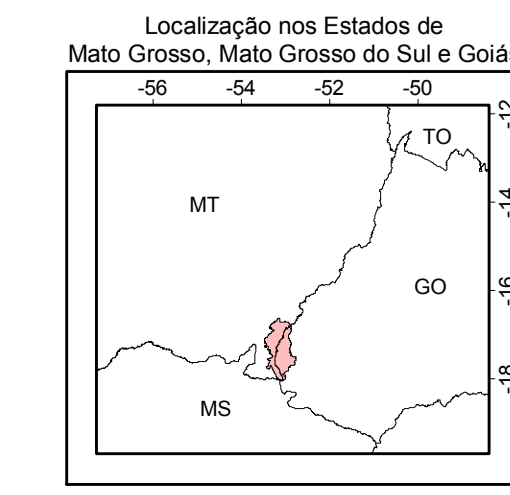 Localização nos Estados de
Mato Grosso, Mato Grosso do Sul e Goiás
-56 -54 -52 -50
-12
TO
-14
MT
-16
GO
-18
MS